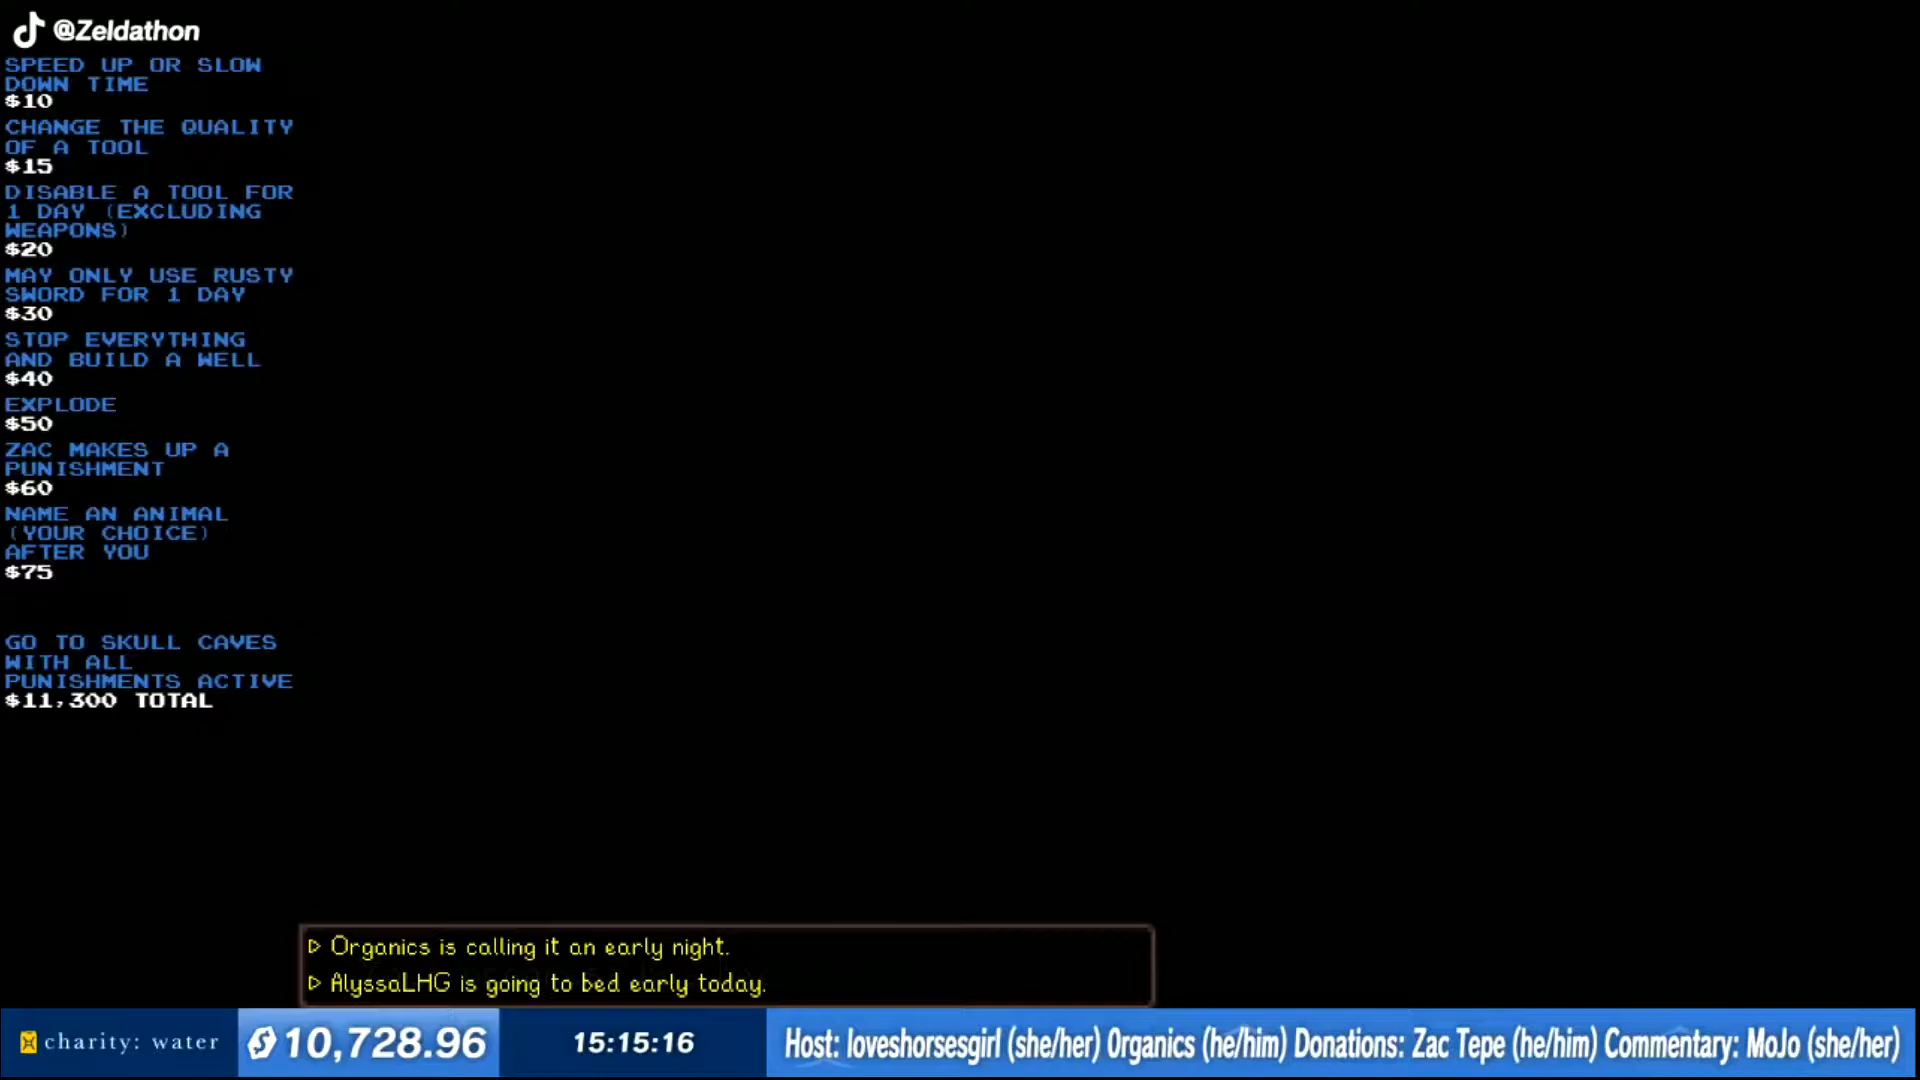 @Zeldathon
SPEED UP OR SLOW
DOWN TIME
$10
CHANGE THE QUALITY
OF A TOOL
$15
DISABLE A TOOL FOR
1 DAY (EXCLUDING
WEAPONS)
$20
MAY ONLY USE RUSTY
SWORD FOR 1 DAY
$30
STOP EVERYTHING
AND BUILD A WELL
$40
EXPLODE
$50
ZAC MAKES UP A
PUNISHMENT
$60
NAME AN ANIMAL
(YOUR CHOICE)
AFTER YOU
$75
GO TO SKULL CAVES
WITH ALL
PUNISHMENTS ACTIVE
$11,300 TOTAL
Organics is calling it an early night.
AlyssaLHG is going to bed early today.
charity: water $10,728.96 15:15:16 Host: loveshorsesgirl (she/her) Organics (he/him) Donations: Zac Tepe (he/him) Commentary: MoJo (she/her)